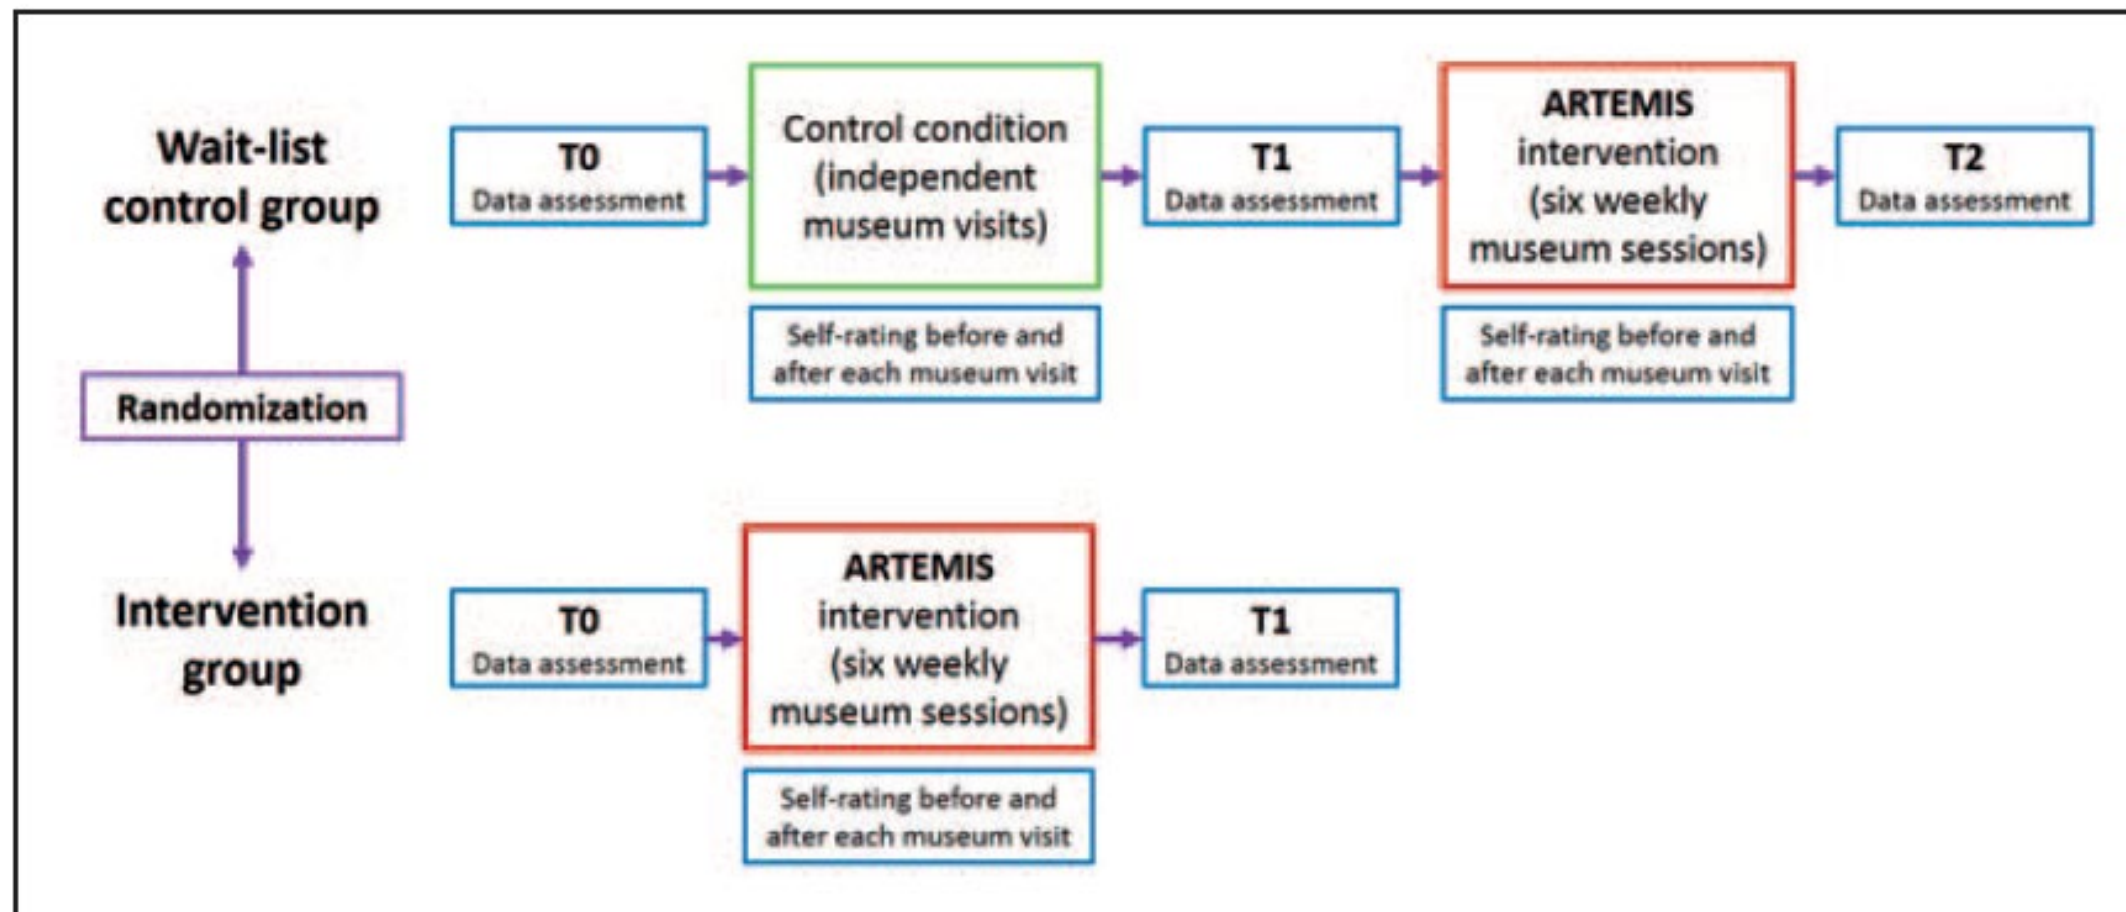 Wait-list
control group
T0
Data assessment
Control condition
(independent
museum visits)
Self-rating before and
after each museum visit
T1
Data assessment
ARTEMIS
intervention
(six weekly
museum sessions)
Self-rating before and
after each museum visit
T2
Data assessment
Randomization
Intervention
group
T0
Data assessment
ARTEMIS
intervention
(six weekly
museum sessions)
Self-rating before and
after each museum visit
T1
Data assessment